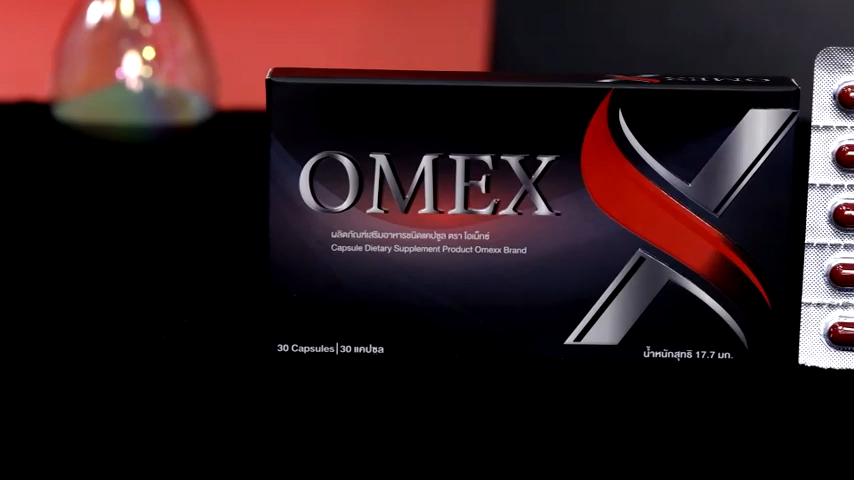 OMEX
OMEX
ผลิตภัณฑ์เสริมอาหารชนิดแคปซูล ตรา โอเม็กซ์
Capsule Dietary Supplement Product Omexx Brand
30 Capsules|30 แคปซูล
น้ำหนักสุทธิ 17.7 มก.